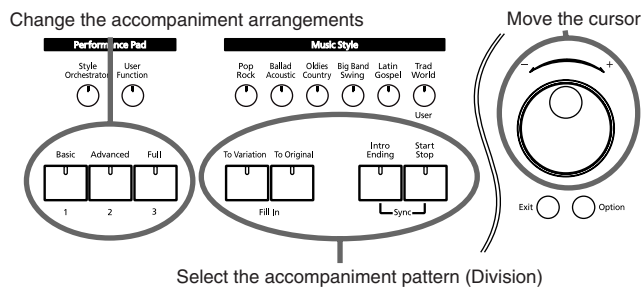 Change the accompaniment arrangements
Move the cursor
Performance Pad
Music Style
Style
Orchestrator
User
Function
Pop
Rock
Ballad
Acoustic
Oldies
Country
Big Band
Swing
Latin
Gospel
Trad
World
User
− +
Basic
Advanced
Full
To Variation
To Original
Intro
Ending
Start
Stop
Exit
Option
1
2
3
Fill In
Sync
Select the accompaniment pattern (Division)